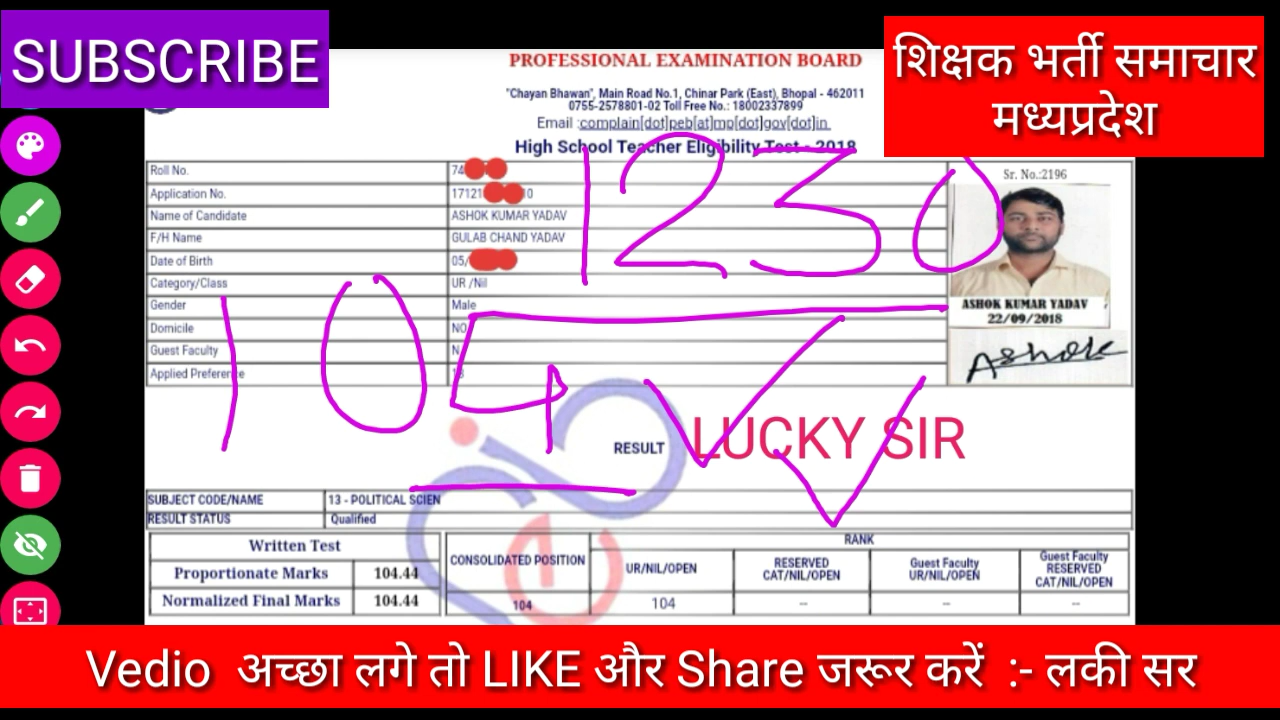 SUBSCRIBE
शिक्षक भर्ती समाचार
मध्यप्रदेश
PROFESSIONAL EXAMINATION BOARD
"Chayan Bhawan", Main Road No.1, Chinar Park (East), Bhopal - 462011
0755-2578801-02 Toll Free No.: 18002337899
Email :complain[dot]peb[at]mp[dot]gov[dot]in
High School Teacher Eligibility Test - 2018
1230
Roll No. 74
Application No. 17121 10
Name of Candidate ASHOK KUMAR YADAV
F/H Name GULAB CHAND YADAV
Date of Birth 05/
Category/Class UR /Nil
Gender Male
Domicile NO
Guest Faculty N
Applied Preference
Sr. No.:2196
ASHOK KUMAR YADAV
22/09/2018
Ashok
104
RESULT
LUCKY SIR
SUBJECT CODE/NAME 13 - POLITICAL SCIEN
RESULT STATUS Qualified
Written Test
Proportionate Marks 104.44
Normalized Final Marks 104.44
CONSOLIDATED POSITION
104
RANK
UR/NIL/OPEN
104
RESERVED
CAT/NIL/OPEN
--
Guest Faculty
UR/NIL/OPEN
--
Guest Faculty
RESERVED
CAT/NIL/OPEN
--
Vedio अच्छा लगे तो LIKE और Share जरूर करें :- लकी सर